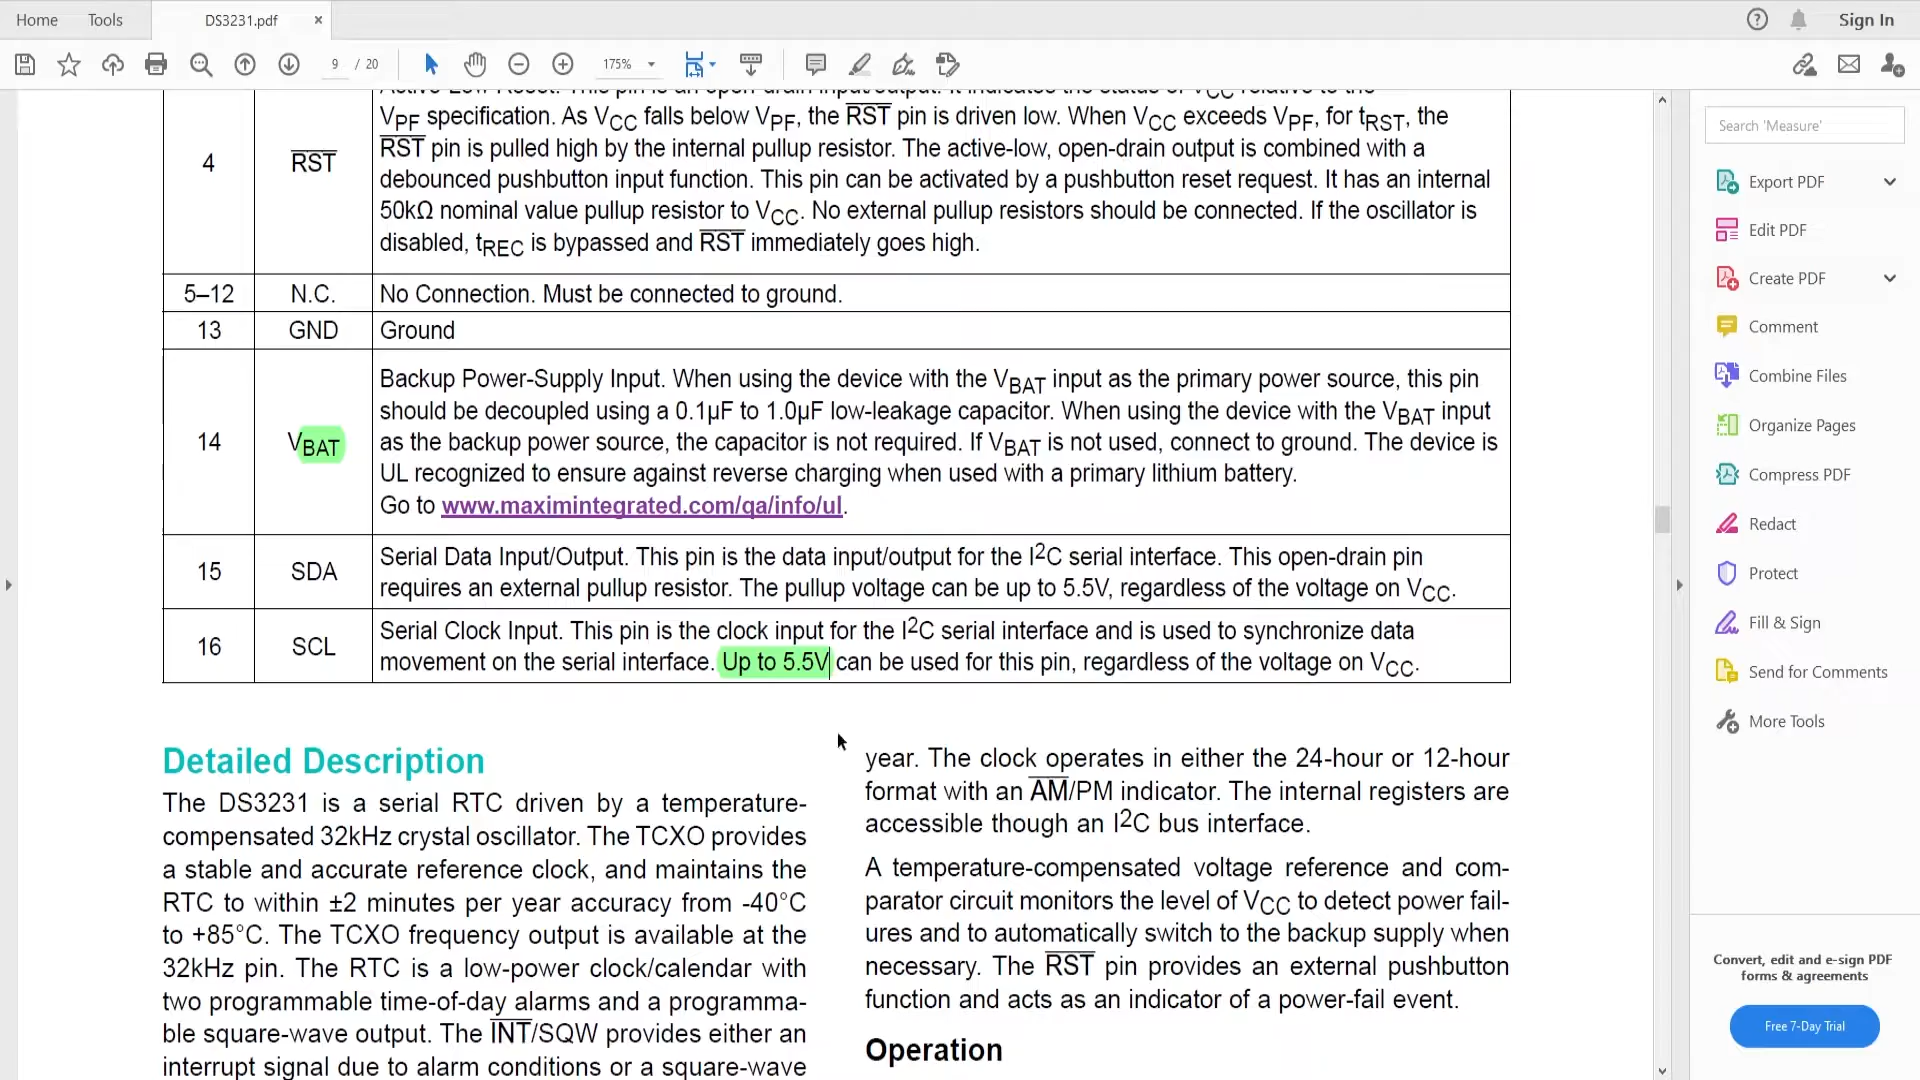 Home
Tools
DS3231.pdf
×
Sign In
9 / 20
175%
Active-Low Reset. This pin is an open-drain input/output. It indicates the status of VCC relative to the
VPF specification. As VCC falls below VPF, the RST pin is driven low. When VCC exceeds VPF, for tRST, the
RST pin is pulled high by the internal pullup resistor. The active-low, open-drain output is combined with a
debounced pushbutton input function. This pin can be activated by a pushbutton reset request. It has an internal
50kΩ nominal value pullup resistor to VCC. No external pullup resistors should be connected. If the oscillator is
disabled, tREC is bypassed and RST immediately goes high.
4
RST
5–12
N.C.
No Connection. Must be connected to ground.
13
GND
Ground
14
VBAT
Backup Power-Supply Input. When using the device with the VBAT input as the primary power source, this pin
should be decoupled using a 0.1μF to 1.0μF low-leakage capacitor. When using the device with the VBAT input
as the backup power source, the capacitor is not required. If VBAT is not used, connect to ground. The device is
UL recognized to ensure against reverse charging when used with a primary lithium battery.
Go to www.maximintegrated.com/qa/info/ul.
15
SDA
Serial Data Input/Output. This pin is the data input/output for the I2C serial interface. This open-drain pin
requires an external pullup resistor. The pullup voltage can be up to 5.5V, regardless of the voltage on VCC.
16
SCL
Serial Clock Input. This pin is the clock input for the I2C serial interface and is used to synchronize data
movement on the serial interface. Up to 5.5V can be used for this pin, regardless of the voltage on VCC.
Detailed Description
The DS3231 is a serial RTC driven by a temperature-
compensated 32kHz crystal oscillator. The TCXO provides
a stable and accurate reference clock, and maintains the
RTC to within ±2 minutes per year accuracy from -40°C
to +85°C. The TCXO frequency output is available at the
32kHz pin. The RTC is a low-power clock/calendar with
two programmable time-of-day alarms and a programma-
ble square-wave output. The INT/SQW provides either an
interrupt signal due to alarm conditions or a square-wave
year. The clock operates in either the 24-hour or 12-hour
format with an AM/PM indicator. The internal registers are
accessible though an I2C bus interface.
A temperature-compensated voltage reference and com-
parator circuit monitors the level of VCC to detect power fail-
ures and to automatically switch to the backup supply when
necessary. The RST pin provides an external pushbutton
function and acts as an indicator of a power-fail event.
Operation
Search 'Measure'
Export PDF
Edit PDF
Create PDF
Comment
Combine Files
Organize Pages
Compress PDF
Redact
Protect
Fill & Sign
Send for Comments
More Tools
Convert, edit and e-sign PDF
forms & agreements
Free 7-Day Trial